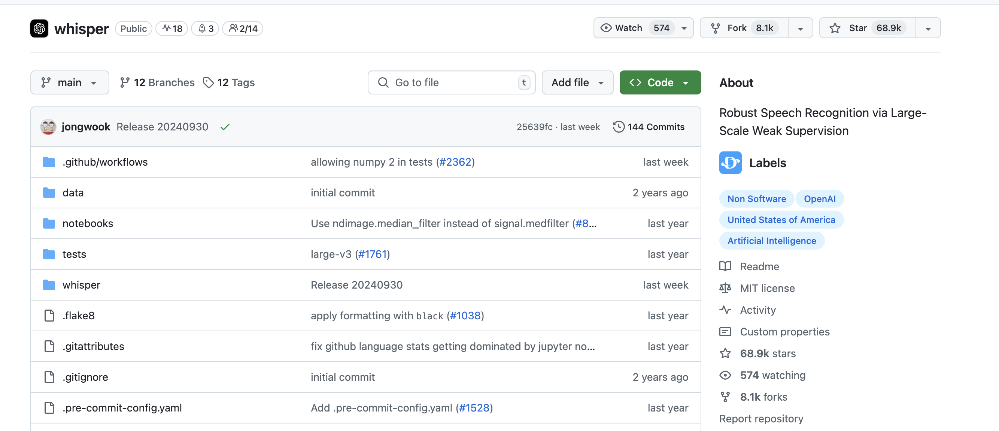 whisper Public 18 3 2/14 Watch 574 Fork 8.1k Star 68.9k
main 12 Branches 12 Tags Go to file t Add file Code
jongwook Release 20240930 25639fc · last week 144 Commits
.github/workflows allowing numpy 2 in tests (#2362) last week
data initial commit 2 years ago
notebooks Use ndimage.median_filter instead of signal.medfilter (#8... last year
tests large-v3 (#1761) last year
whisper Release 20240930 last week
.flake8 apply formatting with black (#1038) last year
.gitattributes fix github language stats getting dominated by jupyter no... last year
.gitignore initial commit 2 years ago
.pre-commit-config.yaml Add .pre-commit-config.yaml (#1528) last year
About
Robust Speech Recognition via Large-
Scale Weak Supervision
Labels
Non Software OpenAI
United States of America
Artificial Intelligence
Readme
MIT license
Activity
Custom properties
68.9k stars
574 watching
8.1k forks
Report repository